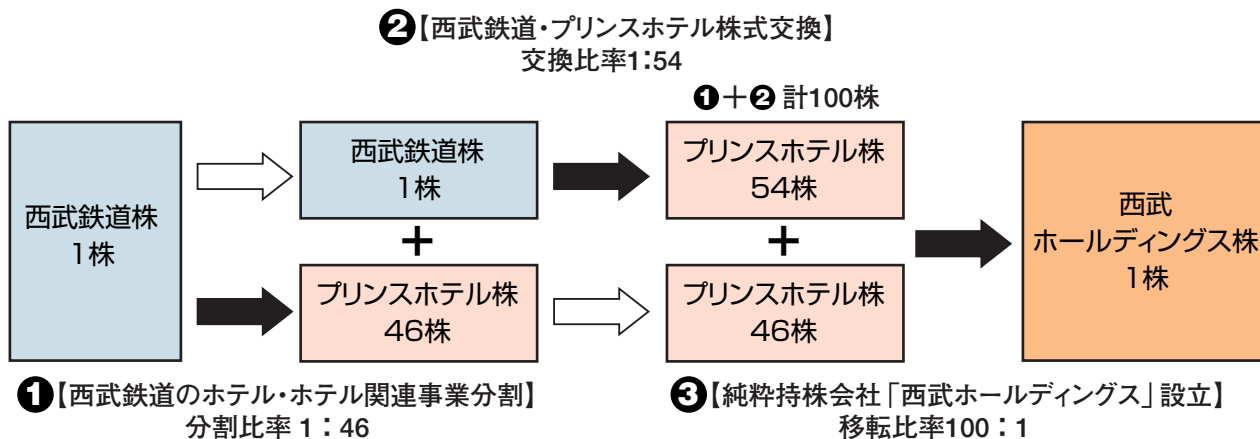 ❷【西武鉄道・プリンスホテル株式交換】
交換比率1:54
❶＋❷ 計100株
西武鉄道株
1株
西武鉄道株
1株
＋
プリンスホテル株
46株
プリンスホテル株
54株
＋
プリンスホテル株
46株
西武
ホールディングス株
1株
❶【西武鉄道のホテル・ホテル関連事業分割】
分割比率 1：46
❸【純粋持株会社「西武ホールディングス」設立】
移転比率100：1